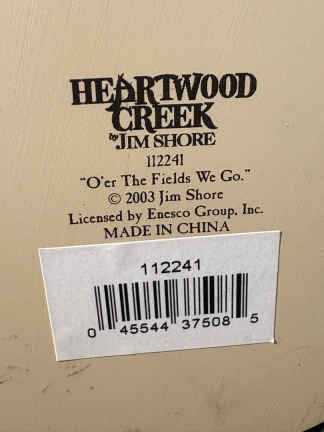 HEARTWOOD
CREEK
by JIM SHORE
112241
"O'er The Fields We Go."
© 2003 Jim Shore
Licensed by Enesco Group, Inc.
MADE IN CHINA
112241
0 45544 37508 5